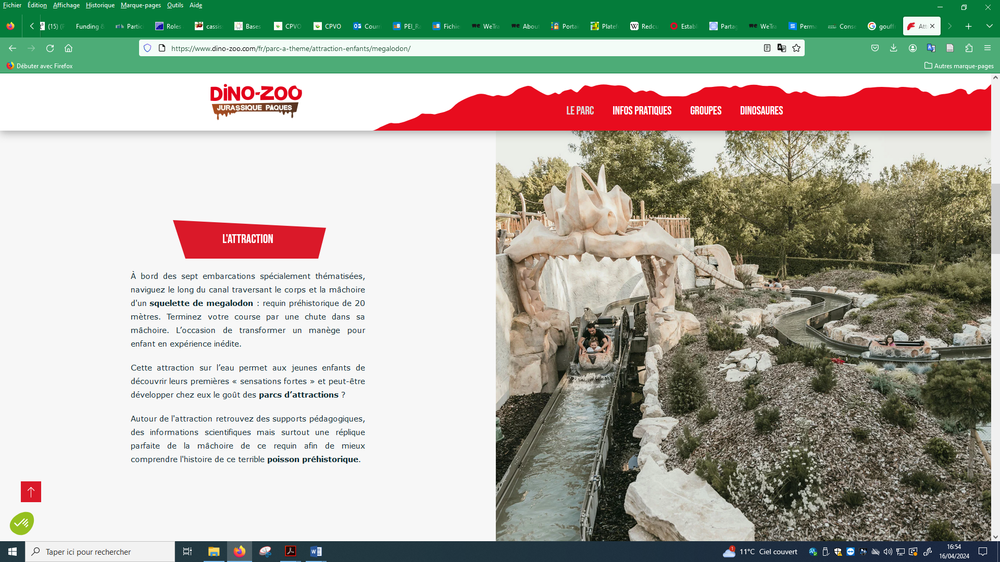 Fichier Édition Affichage Historique Marque-pages Outils Aide
(15) (F Funding & Partici Roles cassis Bases CPVO CPVO Courri PEI_Ra Fichie WeTra About Portai Platef Redcu Establ Partag WeTra Perma Conse gouff Att
https://www.dino-zoo.com/fr/parc-a-theme/attraction-enfants/megalodon/
Débuter avec Firefox
Autres marque-pages
DINO-ZOO
JURASSIQUE PÂQUES
LE PARC INFOS PRATIQUES GROUPES DINOSAURES
L'ATTRACTION
À bord des sept embarcations spécialement thématisées,
naviguez le long du canal traversant le corps et la mâchoire
d'un squelette de megalodon : requin préhistorique de 20
mètres. Terminez votre course par une chute dans sa
mâchoire. L’occasion de transformer un manège pour
enfant en expérience inédite.
Cette attraction sur l’eau permet aux jeunes enfants de
découvrir leurs premières « sensations fortes » et peut-être
développer chez eux le goût des parcs d’attractions ?
Autour de l'attraction retrouvez des supports pédagogiques,
des informations scientifiques mais surtout une réplique
parfaite de la mâchoire de ce requin afin de mieux
comprendre l'histoire de ce terrible poisson préhistorique.
Taper ici pour rechercher
1
11°C Ciel couvert
16:54
16/04/2024